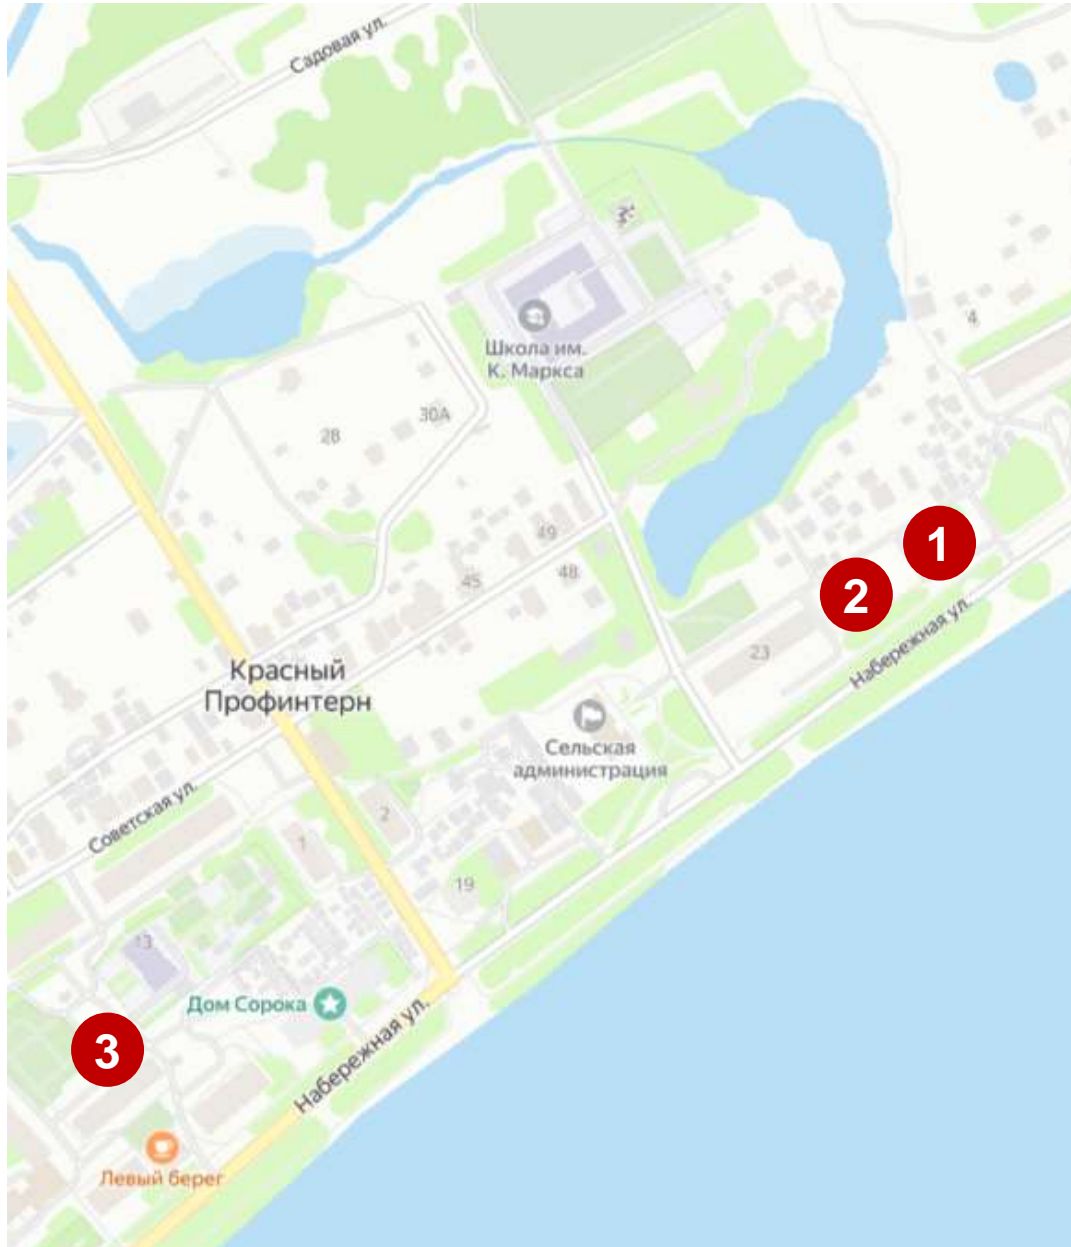 Садовая ул.
Школа им.
К. Маркса
4
30А
28
49
45
48
1
2
23
Набережная ул.
Красный
Профинтерн
Сельская
администрация
Советская ул.
2
1
19
13
Дом Сорока
Набережная ул.
3
Левый берег